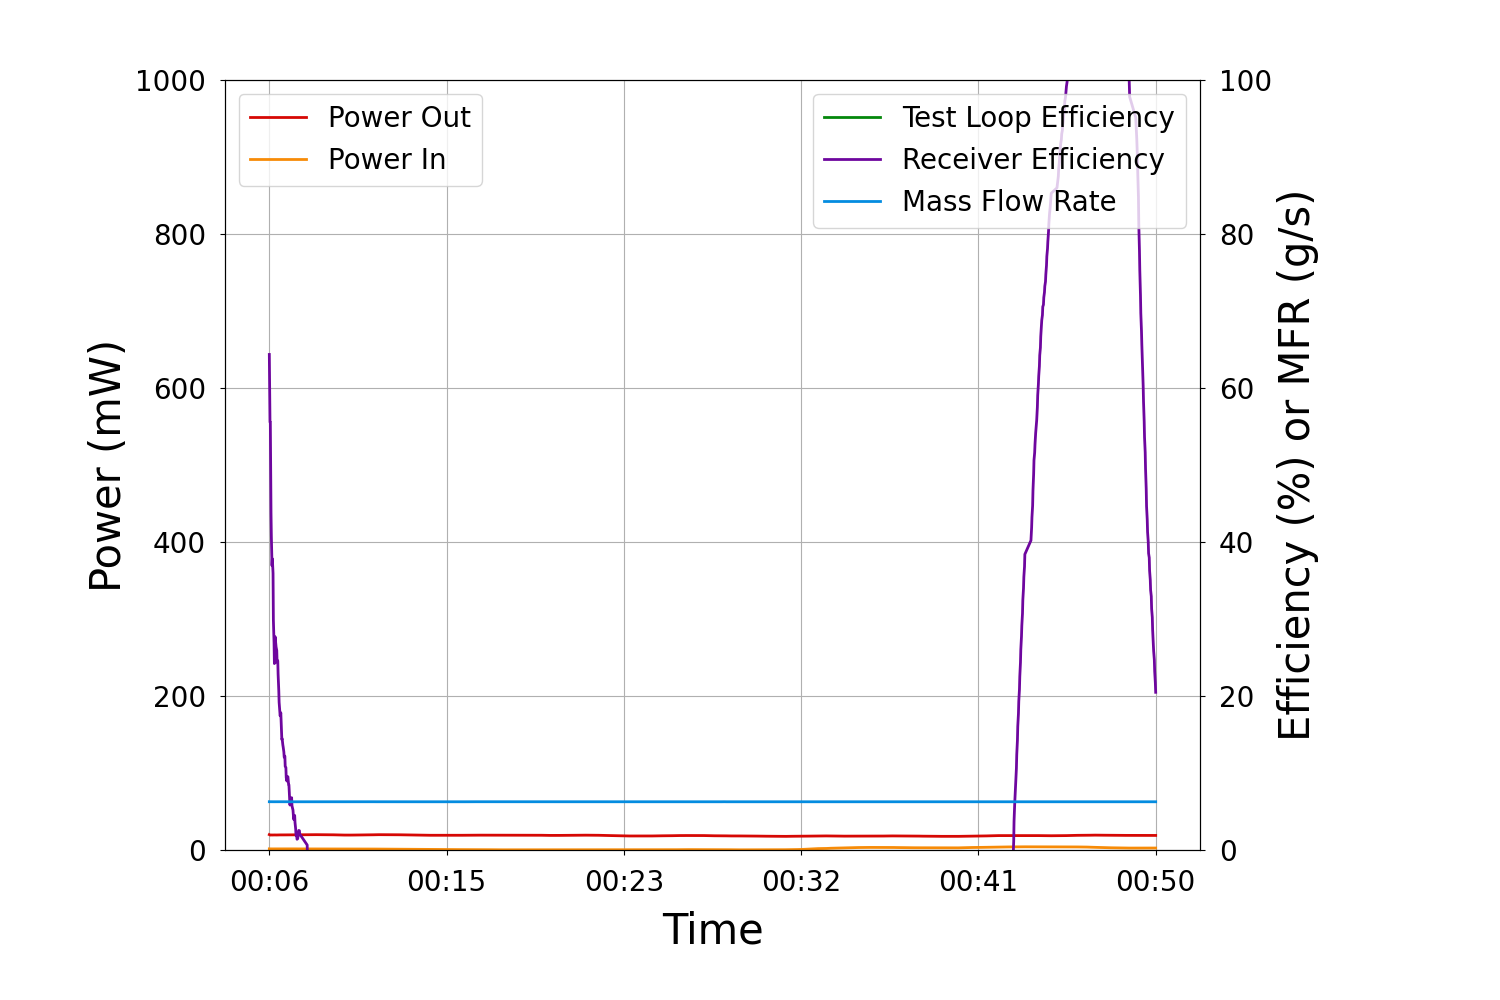 1000
800
600
400
200
0
Power (mW)
Power Out
Power In
Test Loop Efficiency
Receiver Efficiency
Mass Flow Rate
100
80
60
40
20
0
Efficiency (%) or MFR (g/s)
00:06 00:15 00:23 00:32 00:41 00:50
Time